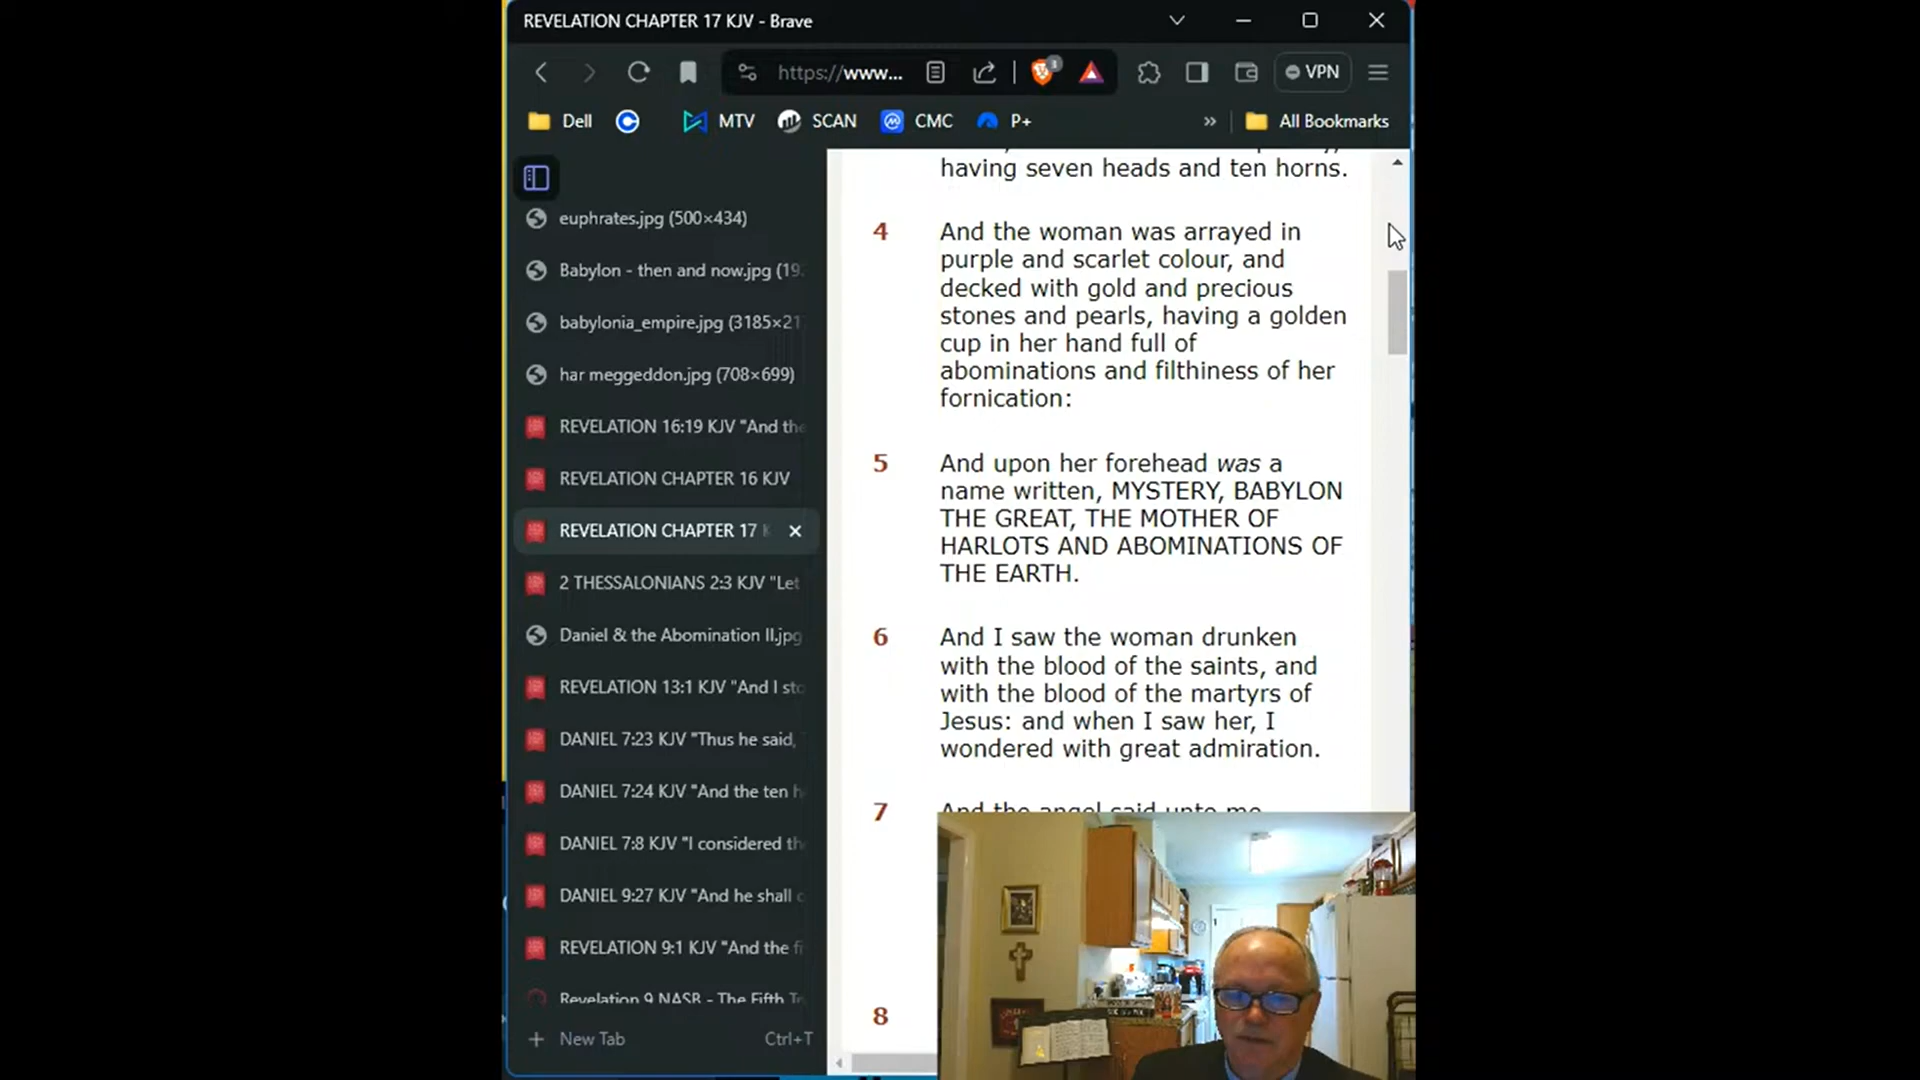 REVELATION CHAPTER 17 KJV - Brave
https://www...
3
VPN
Dell
MTV
SCAN
CMC
P+
»
All Bookmarks
euphrates.jpg (500×434)
Babylon - then and now.jpg (19
babylonia_empire.jpg (3185×21
har meggeddon.jpg (708×699)
REVELATION 16:19 KJV "And the
REVELATION CHAPTER 16 KJV
REVELATION CHAPTER 17 K
2 THESSALONIANS 2:3 KJV "Let
Daniel & the Abomination II.jpg
REVELATION 13:1 KJV "And I sto
DANIEL 7:23 KJV "Thus he said,
DANIEL 7:24 KJV "And the ten h
DANIEL 7:8 KJV "I considered the
DANIEL 9:27 KJV "And he shall c
REVELATION 9:1 KJV "And the fi
Revelation 9 NASB - The Fifth Tr
+ New Tab Ctrl+T
having seven heads and ten horns.
4 And the woman was arrayed in
purple and scarlet colour, and
decked with gold and precious
stones and pearls, having a golden
cup in her hand full of
abominations and filthiness of her
fornication:
5 And upon her forehead was a
name written, MYSTERY, BABYLON
THE GREAT, THE MOTHER OF
HARLOTS AND ABOMINATIONS OF
THE EARTH.
6 And I saw the woman drunken
with the blood of the saints, and
with the blood of the martyrs of
Jesus: and when I saw her, I
wondered with great admiration.
7 And the angel said unto me
8